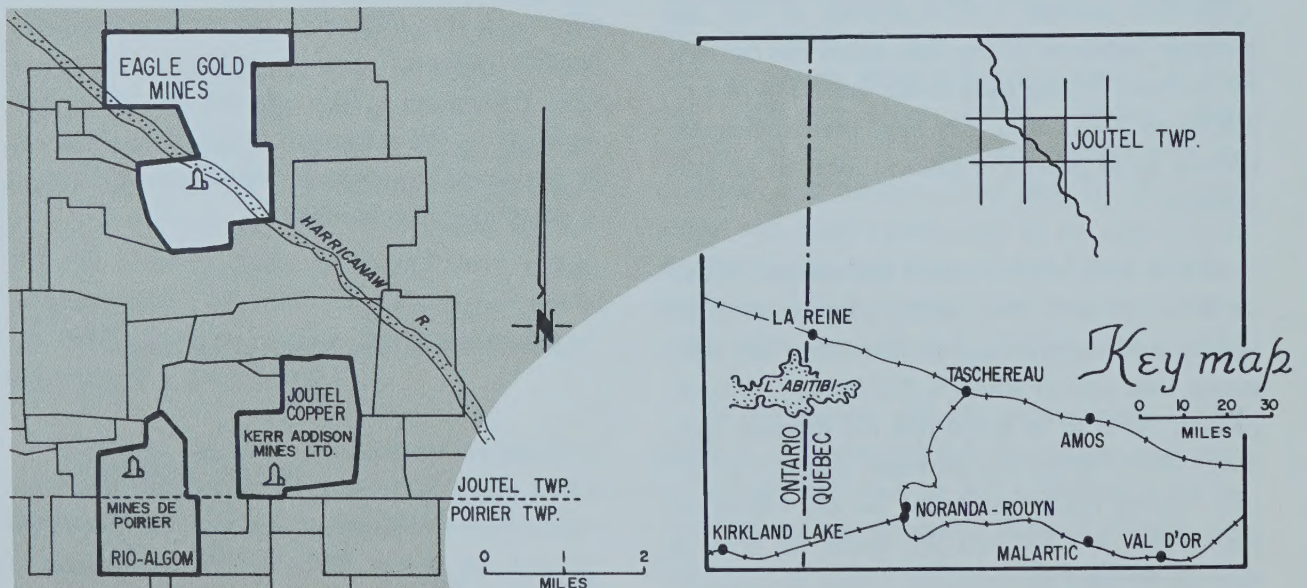 EAGLE GOLD
MINES
HARRICANAW
R.
N
JOUTEL
COPPER
KERR ADDISON
MINES LTD.
MINES DE
POIRIER
RIO-ALGOM
JOUTEL TWP.
POIRIER TWP.
0 1 2
MILES
JOUTEL TWP.
LA REINE
L. ABITIBI
TASCHEREAU
AMOS
Key map
0 10 20 30
MILES
ONTARIO
QUEBEC
NORANDA-ROUYN
KIRKLAND LAKE
MALARTIC
VAL D'OR